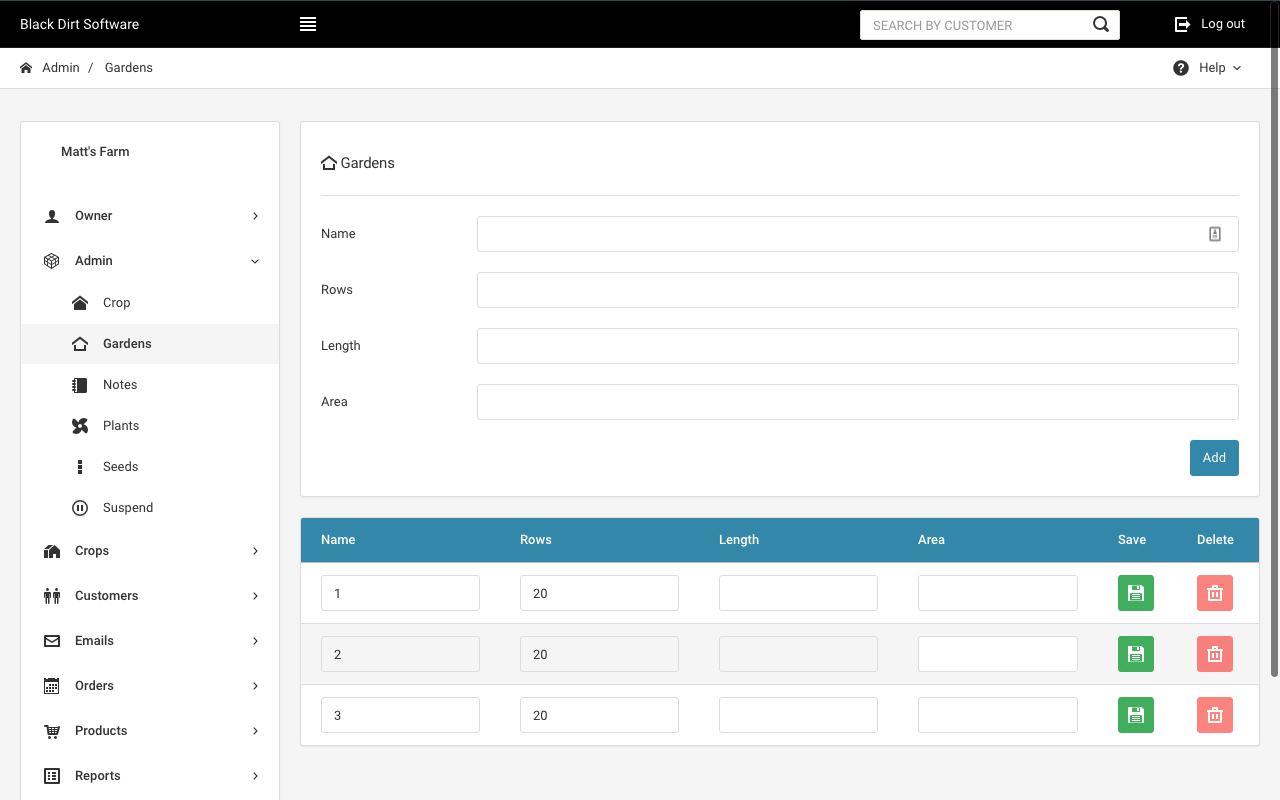 Black Dirt Software
SEARCH BY CUSTOMER
Log out
Admin / Gardens
Help
Matt's Farm
Owner
Admin
Crop
Gardens
Notes
Plants
Seeds
Suspend
Crops
Customers
Emails
Orders
Products
Reports
Gardens
Name
Rows
Length
Area
Add
Name Rows Length Area Save Delete
1 20
2 20
3 20